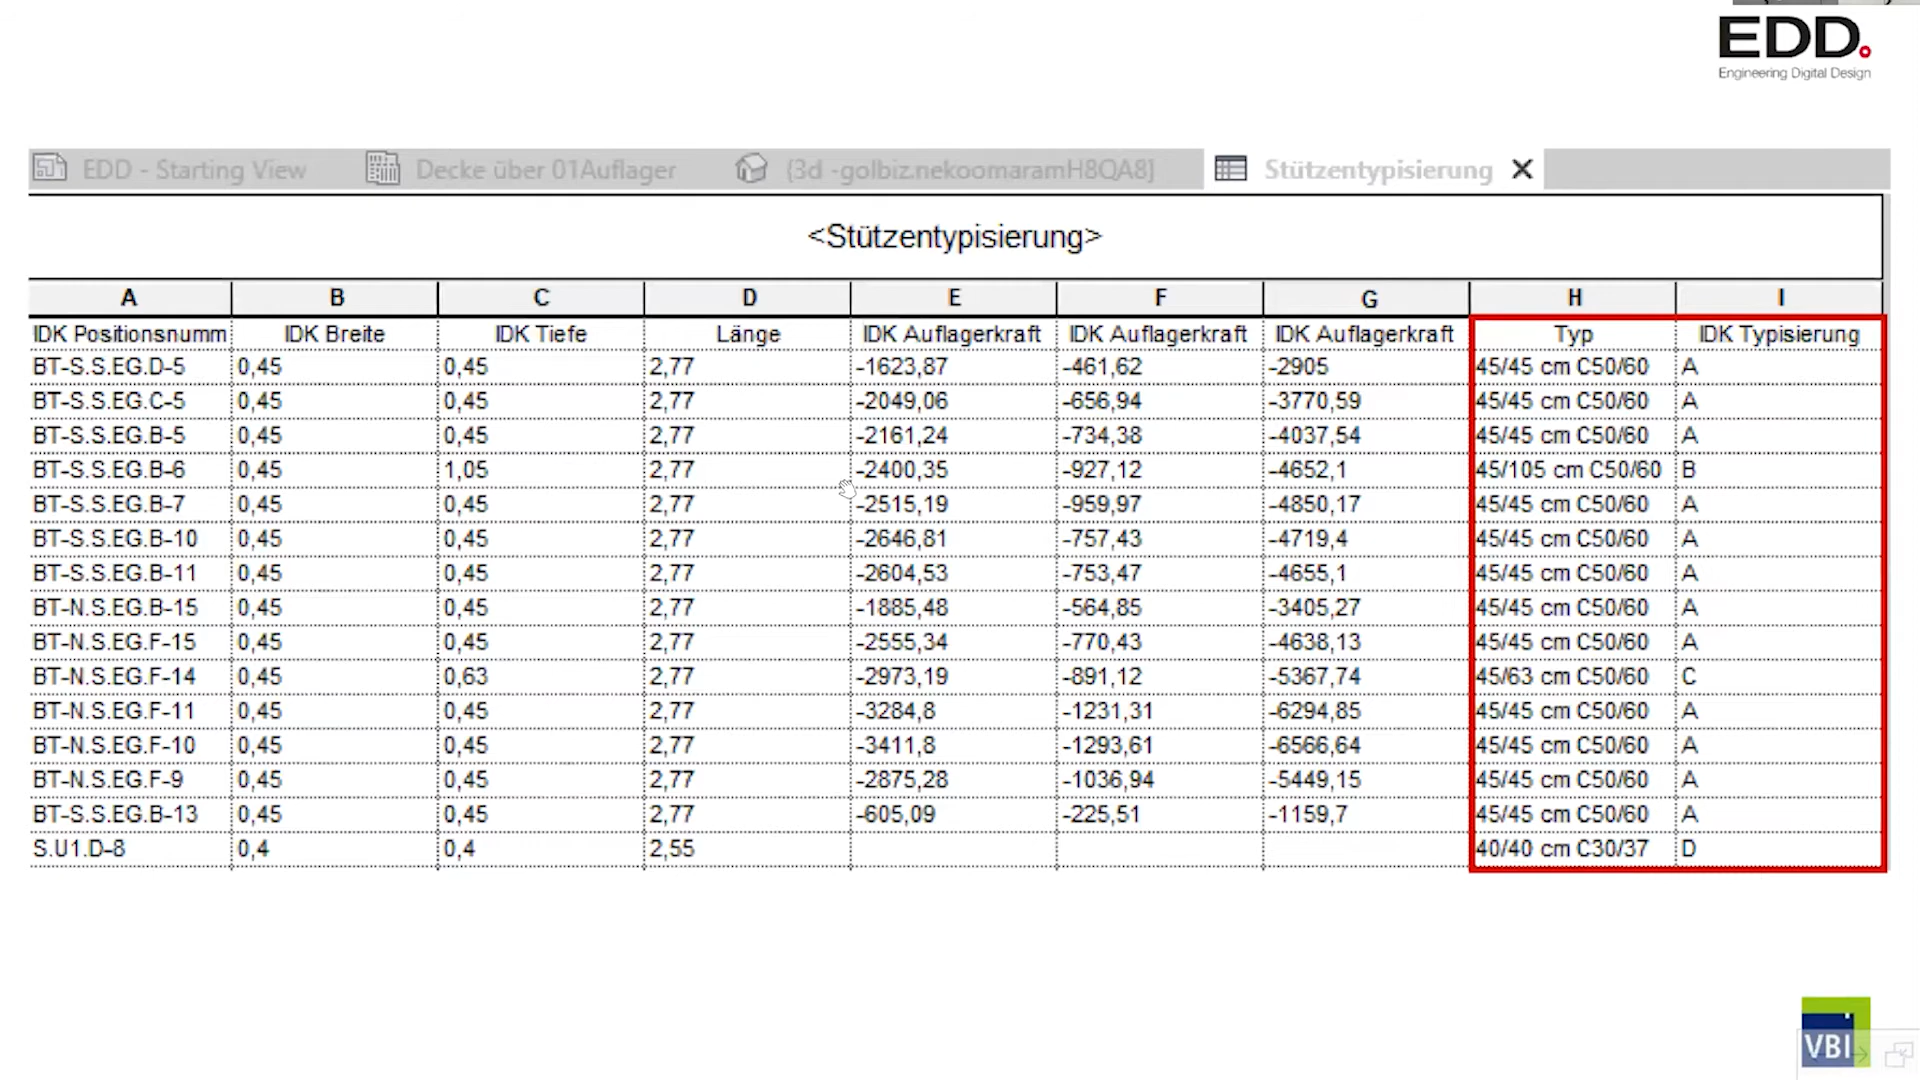 EDD.
Engineering Digital Design
EDD - Starting View Decke über 01Auflager {3d -golbiz.nekoomaramH8QA8] Stützentypisierung
<Stützentypisierung>
A B C D E F G H I
IDK Positionsnumm IDK Breite IDK Tiefe Länge IDK Auflagerkraft IDK Auflagerkraft IDK Auflagerkraft Typ IDK Typisierung
BT-S.S.EG.D-5 0,45 0,45 2,77 -1623,87 -461,62 -2905 45/45 cm C50/60 A
BT-S.S.EG.C-5 0,45 0,45 2,77 -2049,06 -656,94 -3770,59 45/45 cm C50/60 A
BT-S.S.EG.B-5 0,45 0,45 2,77 -2161,24 -734,38 -4037,54 45/45 cm C50/60 A
BT-S.S.EG.B-6 0,45 1,05 2,77 -2400,35 -927,12 -4652,1 45/105 cm C50/60 B
BT-S.S.EG.B-7 0,45 0,45 2,77 -2515,19 -959,97 -4850,17 45/45 cm C50/60 A
BT-S.S.EG.B-10 0,45 0,45 2,77 -2646,81 -757,43 -4719,4 45/45 cm C50/60 A
BT-S.S.EG.B-11 0,45 0,45 2,77 -2604,53 -753,47 -4655,1 45/45 cm C50/60 A
BT-N.S.EG.B-15 0,45 0,45 2,77 -1885,48 -564,85 -3405,27 45/45 cm C50/60 A
BT-N.S.EG.F-15 0,45 0,45 2,77 -2555,34 -770,43 -4638,13 45/45 cm C50/60 A
BT-N.S.EG.F-14 0,45 0,63 2,77 -2973,19 -891,12 -5367,74 45/63 cm C50/60 C
BT-N.S.EG.F-11 0,45 0,45 2,77 -3284,8 -1231,31 -6294,85 45/45 cm C50/60 A
BT-N.S.EG.F-10 0,45 0,45 2,77 -3411,8 -1293,61 -6566,64 45/45 cm C50/60 A
BT-N.S.EG.F-9 0,45 0,45 2,77 -2875,28 -1036,94 -5449,15 45/45 cm C50/60 A
BT-S.S.EG.B-13 0,45 0,45 2,77 -605,09 -225,51 -1159,7 45/45 cm C50/60 A
S.U1.D-8 0,4 0,4 2,55 40/40 cm C30/37 D
VBI